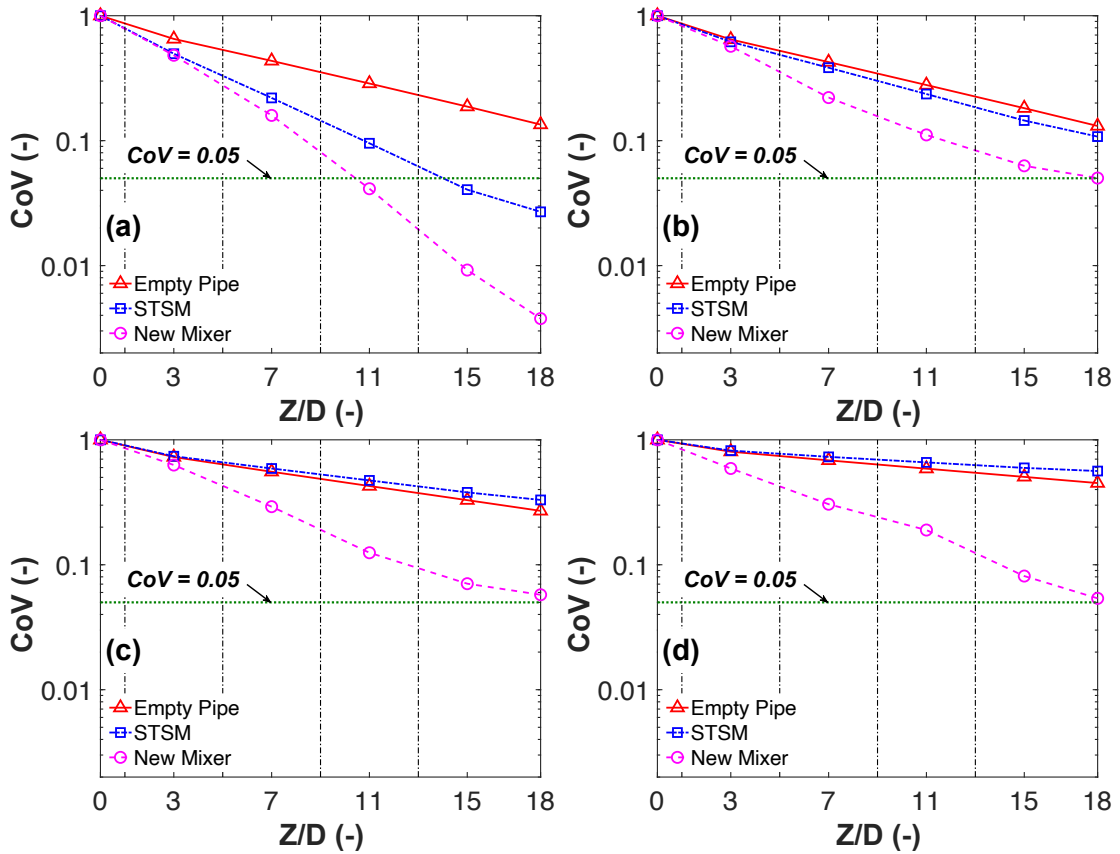 1
0.1
0.01
CoV (-)
CoV = 0.05
(a)
Empty Pipe
STSM
New Mixer
0 3 7 11 15 18
Z/D (-)
1
0.1
0.01
CoV (-)
CoV = 0.05
(b)
Empty Pipe
STSM
New Mixer
0 3 7 11 15 18
Z/D (-)
1
0.1
0.01
CoV (-)
CoV = 0.05
(c)
Empty Pipe
STSM
New Mixer
0 3 7 11 15 18
Z/D (-)
1
0.1
0.01
CoV (-)
CoV = 0.05
(d)
Empty Pipe
STSM
New Mixer
0 3 7 11 15 18
Z/D (-)